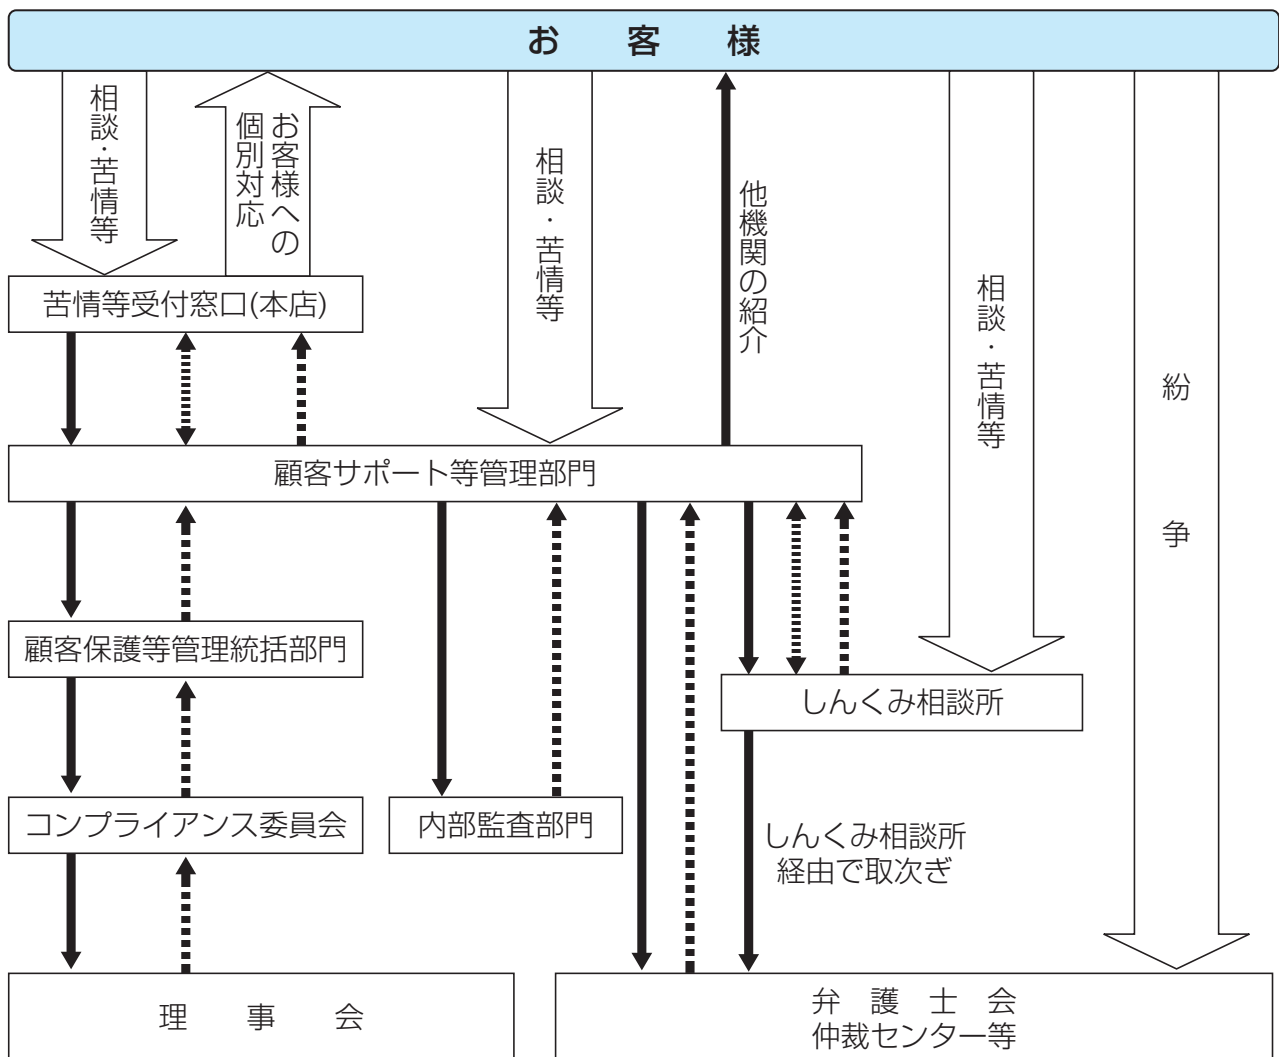 お客様
相談・苦情等
お客様への
個別対応
相談・苦情等
他機関の紹介
相談・苦情等
紛争
苦情等受付窓口(本店)
顧客サポート等管理部門
顧客保護等管理統括部門
しんくみ相談所
コンプライアンス委員会
内部監査部門
しんくみ相談所
経由で取次ぎ
理事会
弁護士会
仲裁センター等